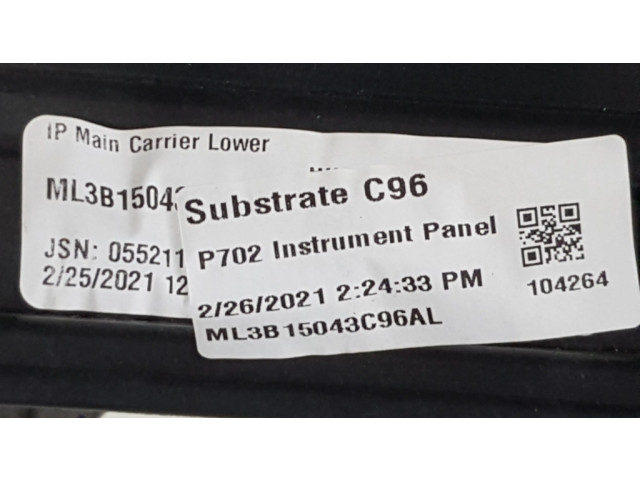 IP Main Carrier Lower
ML3B15043
JSN: 055211
2/25/2021 12
Substrate C96
P702 Instrument Panel
2/26/2021 2:24:33 PM
ML3B15043C96AL
104264